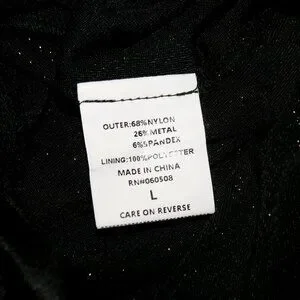 OUTER:68%NYLON
26%METAL
6%SPANDEX
LINING:100%POLYESTER
MADE IN CHINA
RN#060508
L
CARE ON REVERSE